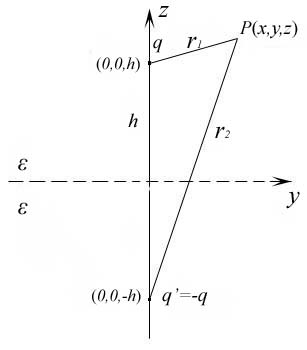 z
q
P(x,y,z)
(0,0,h)
r1
h
r2
ε
ε
y
(0,0,-h)
q’=-q